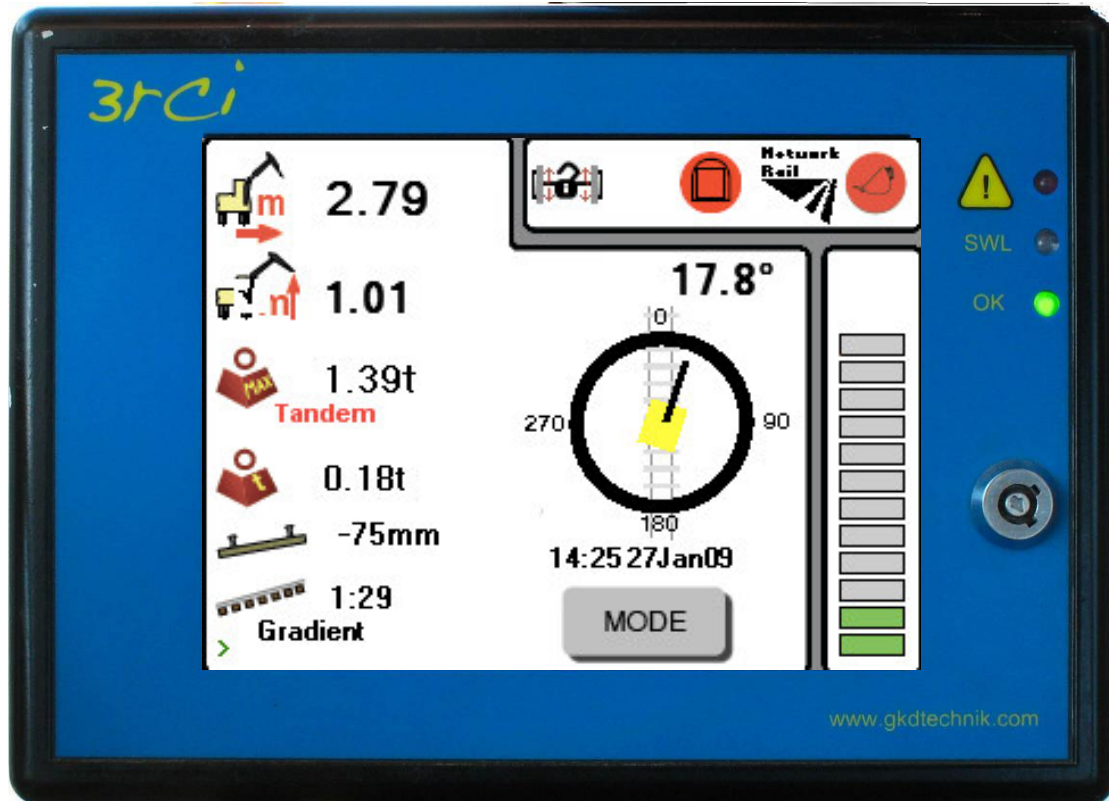 3rci
m 2.79
Network
Rail
SWL
OK
1.01
17.8°
0
MAX 1.39t
Tandem
270
90
t 0.18t
180
-75mm
14:25 27Jan09
1:29
Gradient
>
MODE
www.gkdtechnik.com